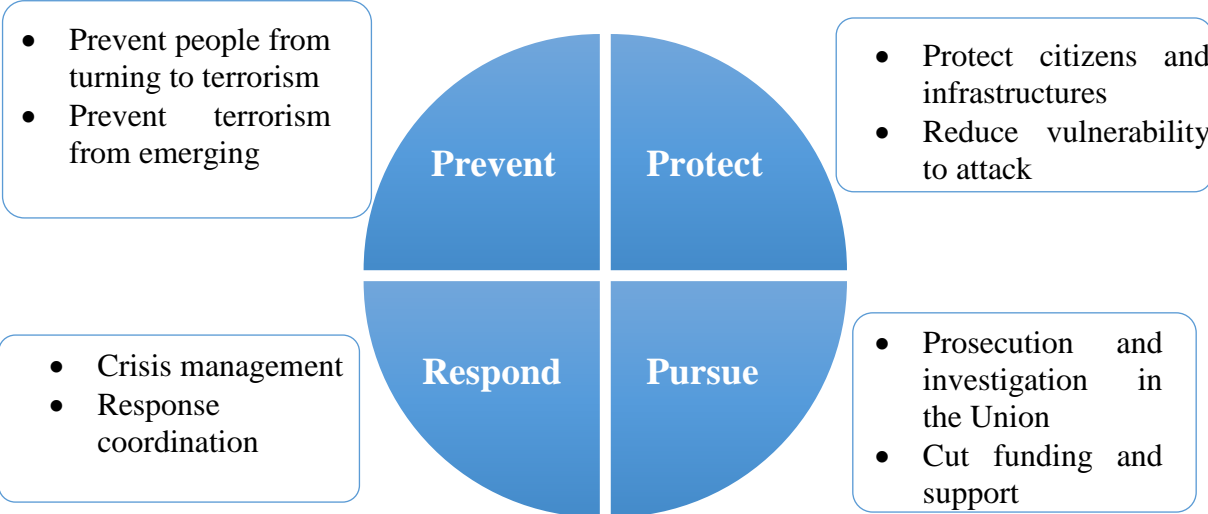 • Prevent people from
turning to terrorism
• Prevent terrorism
from emerging
Prevent
Protect
• Protect citizens and
infrastructures
• Reduce vulnerability
to attack
• Crisis management
• Response
coordination
Respond
Pursue
• Prosecution and
investigation in
the Union
• Cut funding and
support